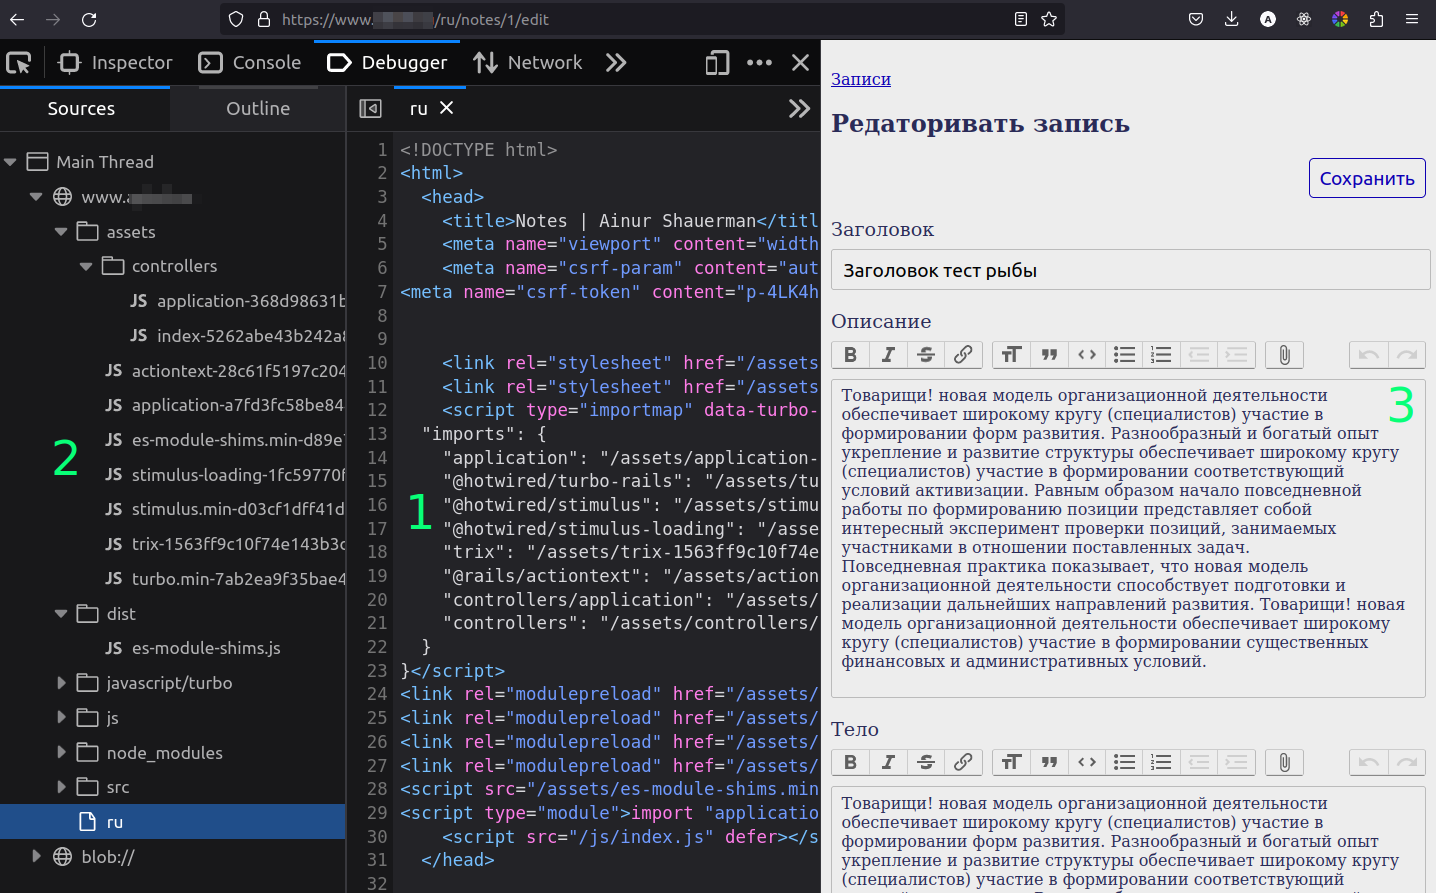 https://www. /ru/notes/1/edit
Inspector Console Debugger Network
Sources Outline
ru
Main Thread
www.a
assets
controllers
JS application-368d98631b
JS index-5262abe43b242a8
JS actiontext-28c61f5197c204
JS application-a7fd3fc58be84
JS es-module-shims.min-d89e7
JS stimulus-loading-1fc59770f
JS stimulus.min-d03cf1dff41d
JS trix-1563ff9c10f74e143b3c
JS turbo.min-7ab2ea9f35bae4
dist
JS es-module-shims.js
javascript/turbo
js
node_modules
src
ru
blob://
2
1 <!DOCTYPE html>
2 <html>
3 <head>
4 <title>Notes | Ainur Shauerman</titl
5 <meta name="viewport" content="width
6 <meta name="csrf-param" content="aut
7 <meta name="csrf-token" content="p-4LK4h
8
9
10 <link rel="stylesheet" href="/assets
11 <link rel="stylesheet" href="/assets
12 <script type="importmap" data-turbo-
13 "imports": {
14 "application": "/assets/application-
15 "@hotwired/turbo-rails": "/assets/tu
16 "@hotwired/stimulus": "/assets/stimu
17 "@hotwired/stimulus-loading": "/asse
18 "trix": "/assets/trix-1563ff9c10f74e
19 "@rails/actiontext": "/assets/action
20 "controllers/application": "/assets/
21 "controllers": "/assets/controllers/
22 }
23 }</script>
24 <link rel="modulepreload" href="/assets/
25 <link rel="modulepreload" href="/assets/
26 <link rel="modulepreload" href="/assets/
27 <link rel="modulepreload" href="/assets/
28 <script src="/assets/es-module-shims.min
29 <script type="module">import "applicatio
30 <script src="/js/index.js" defer></s
31 </head>
32
1
Записи
Редаторивать запись
Сохранить
Заголовок
Заголовок тест рыбы
Описание
Товарищи! новая модель организационной деятельности
обеспечивает широкому кругу (специалистов) участие в
формировании форм развития. Разнообразный и богатый опыт
укрепление и развитие структуры обеспечивает широкому кругу
(специалистов) участие в формировании соответствующий
условий активизации. Равным образом начало повседневной
работы по формированию позиции представляет собой
интересный эксперимент проверки позиций, занимаемых
участниками в отношении поставленных задач.
Повседневная практика показывает, что новая модель
организационной деятельности способствует подготовки и
реализации дальнейших направлений развития. Товарищи! новая
модель организационной деятельности обеспечивает широкому
кругу (специалистов) участие в формировании существенных
финансовых и административных условий.
3
Тело
Товарищи! новая модель организационной деятельности
обеспечивает широкому кругу (специалистов) участие в
формировании форм развития. Разнообразный и богатый опыт
укрепление и развитие структуры обеспечивает широкому кругу
(специалистов) участие в формировании соответствующий